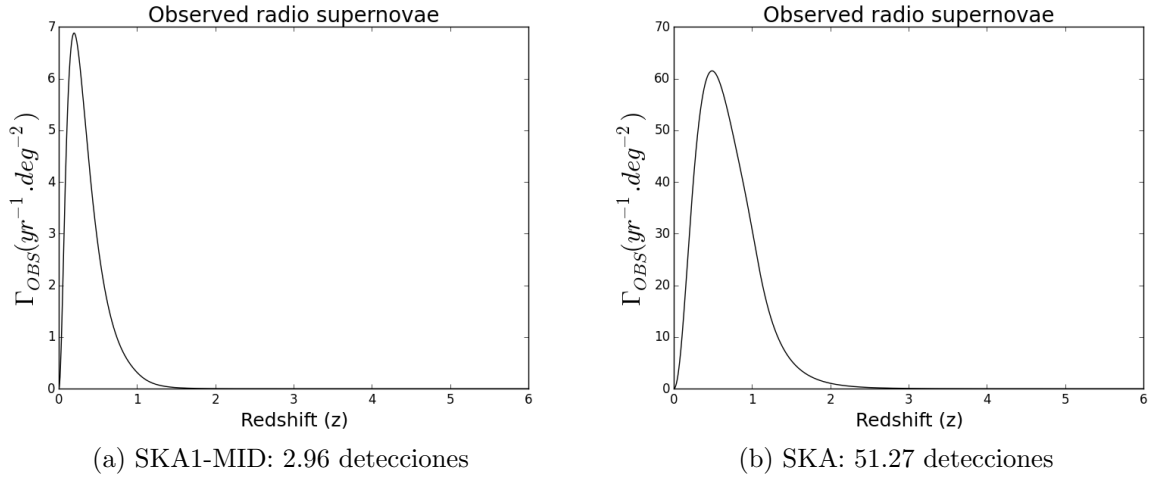 Observed radio supernovae
7
6
5
4
3
2
1
0
Γ_OBS(yr⁻¹.deg⁻²)
0 1 2 3 4 5 6
Redshift (z)
(a) SKA1-MID: 2.96 detecciones
Observed radio supernovae
70
60
50
40
30
20
10
0
Γ_OBS(yr⁻¹.deg⁻²)
0 1 2 3 4 5 6
Redshift (z)
(b) SKA: 51.27 detecciones